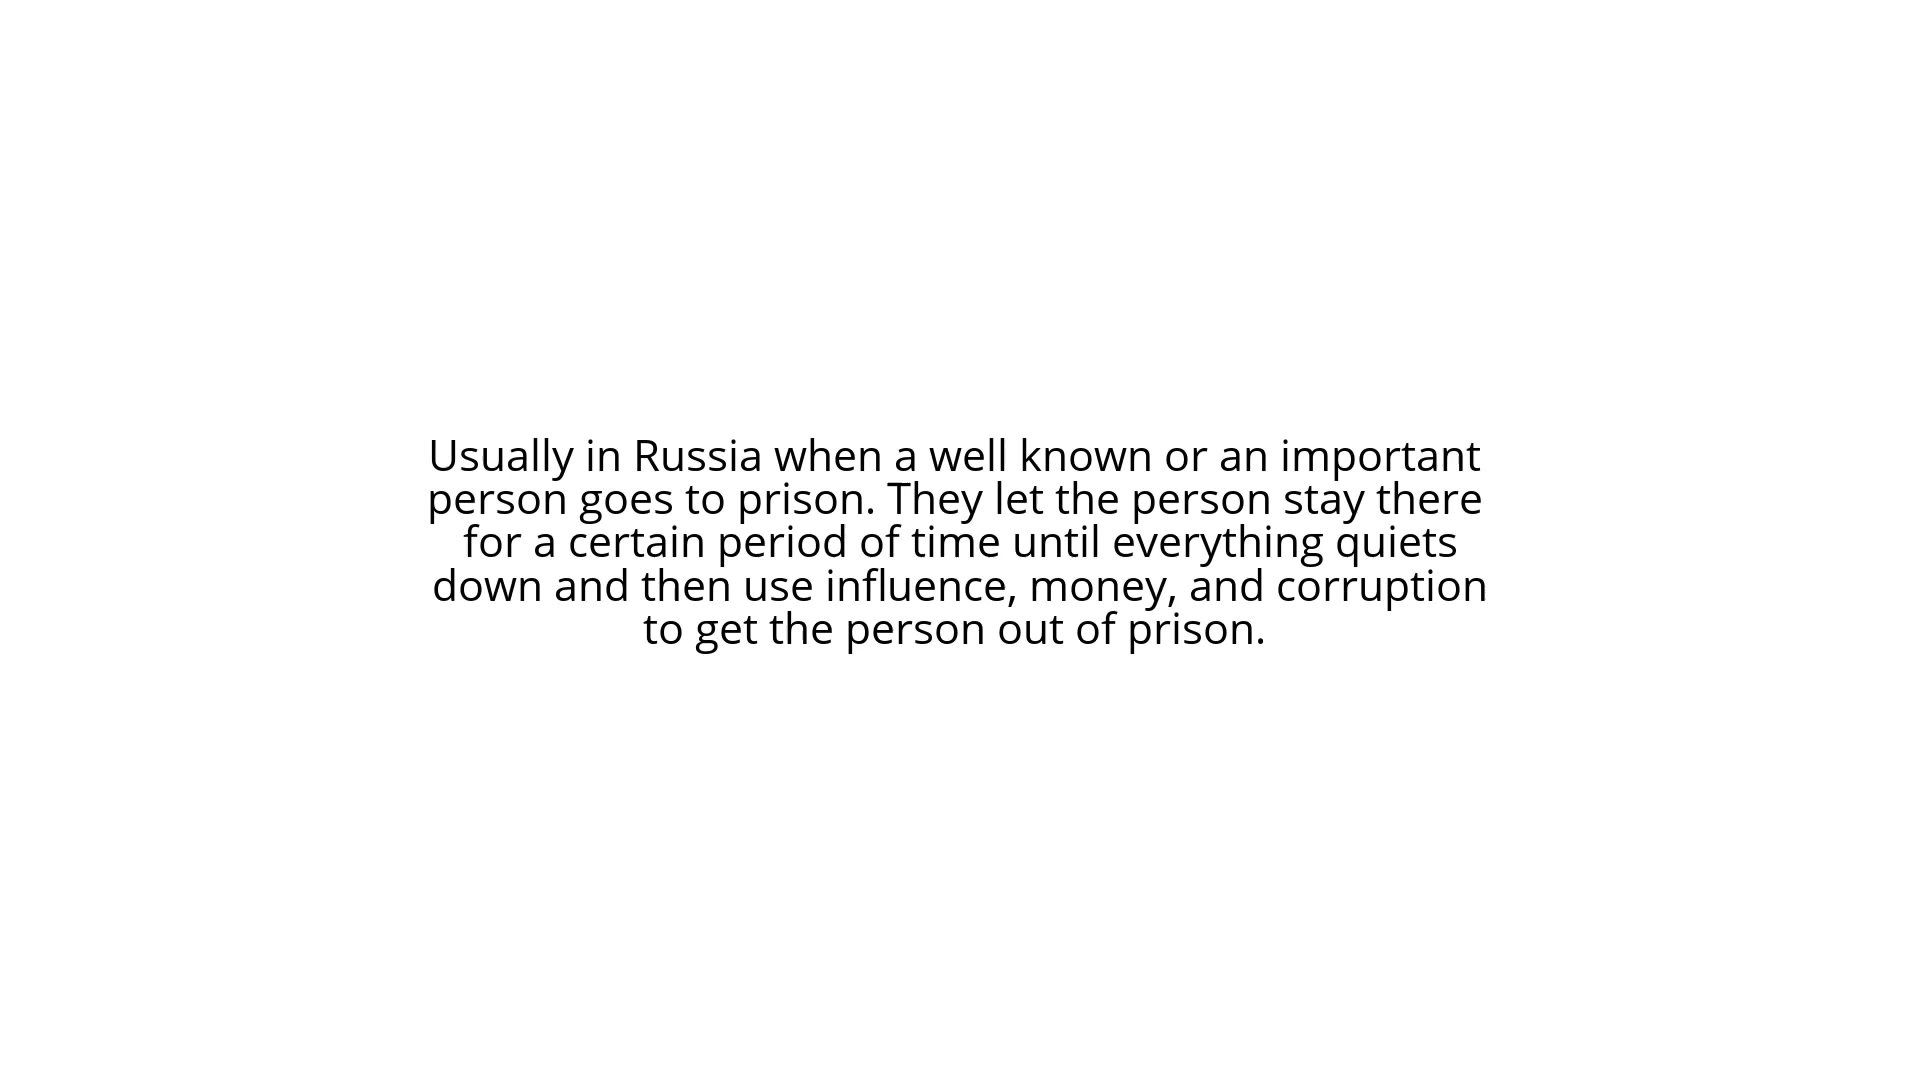 Usually in Russia when a well known or an important
person goes to prison. They let the person stay there
for a certain period of time until everything quiets
down and then use influence, money, and corruption
to get the person out of prison.